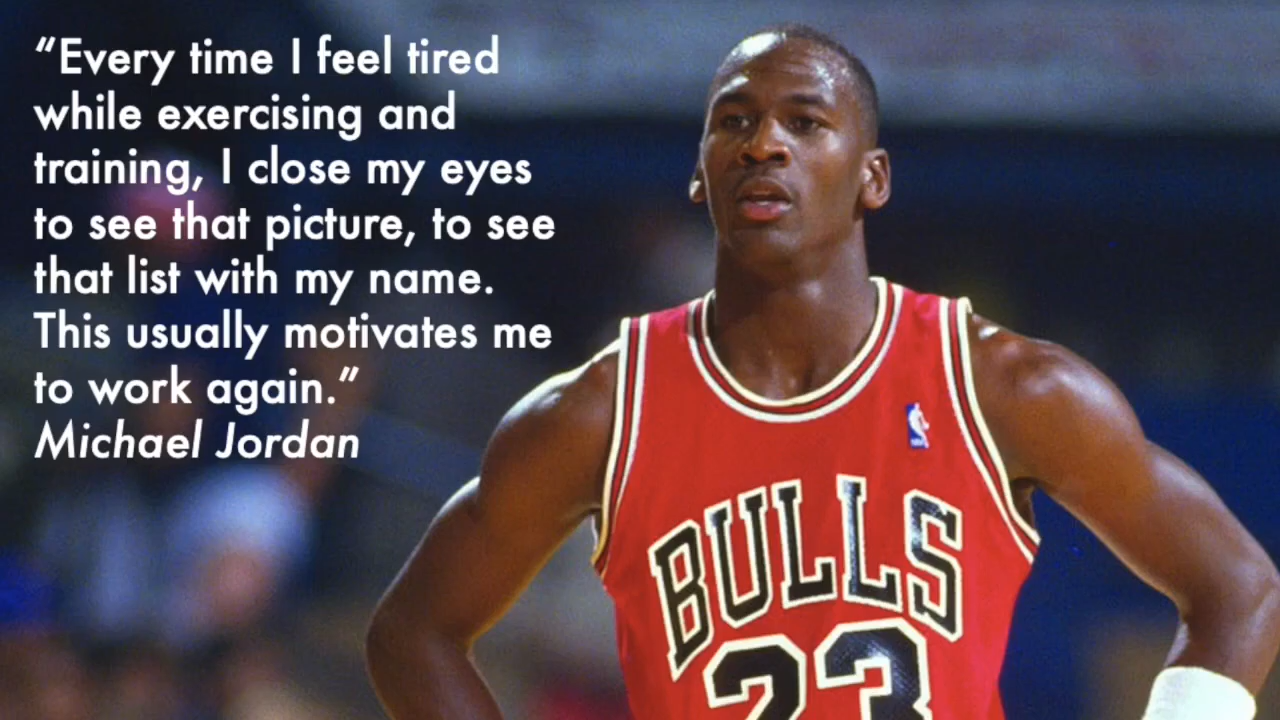 “Every time I feel tired
while exercising and
training, I close my eyes
to see that picture, to see
that list with my name.
This usually motivates me
to work again.”
Michael Jordan
BULLS
23